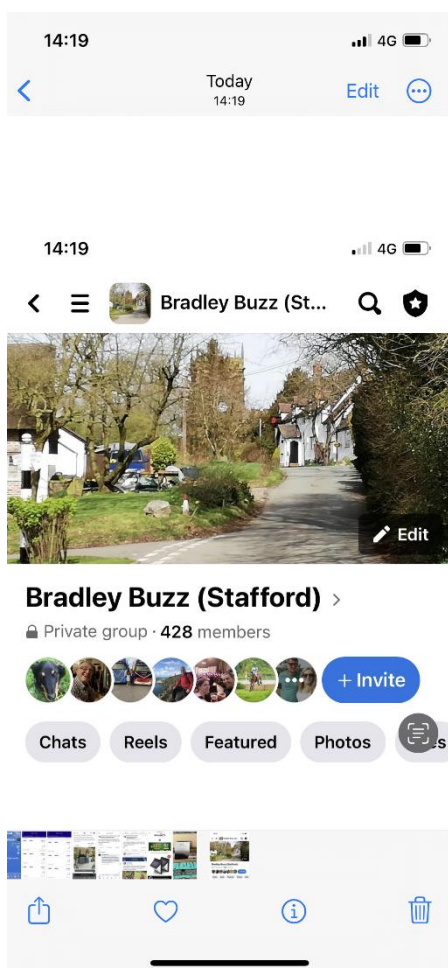 14:19 4G
Today
14:19
Edit
14:19 4G
Bradley Buzz (St...
Edit
Bradley Buzz (Stafford)
Private group · 428 members
+ Invite
Chats Reels Featured Photos